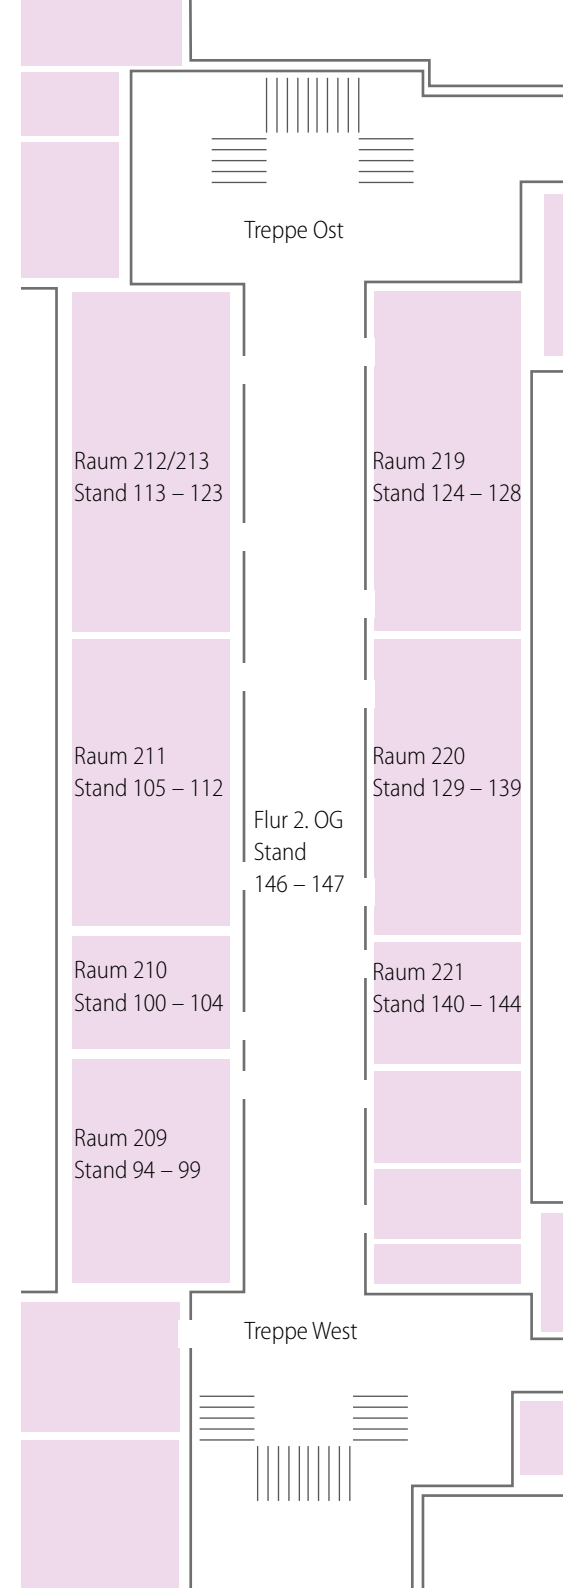 Treppe Ost
Raum 212/213
Stand 113 – 123
Raum 219
Stand 124 – 128
Raum 211
Stand 105 – 112
Raum 220
Stand 129 – 139
Flur 2. OG
Stand
146 – 147
Raum 210
Stand 100 – 104
Raum 221
Stand 140 – 144
Raum 209
Stand 94 – 99
Treppe West